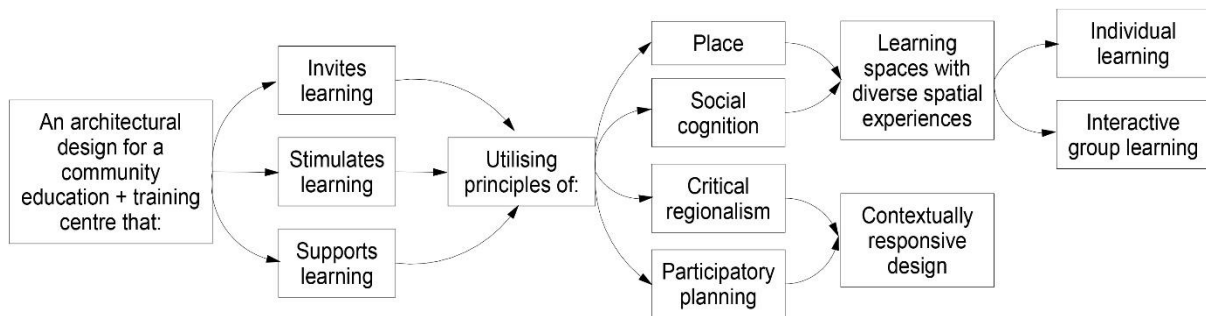 An architectural
design for a
community
education + training
centre that:
Invites
learning
Stimulates
learning
Supports
learning
Utilising
principles of:
Place
Social
cognition
Critical
regionalism
Participatory
planning
Learning
spaces with
diverse spatial
experiences
Contextually
responsive
design
Individual
learning
Interactive
group learning